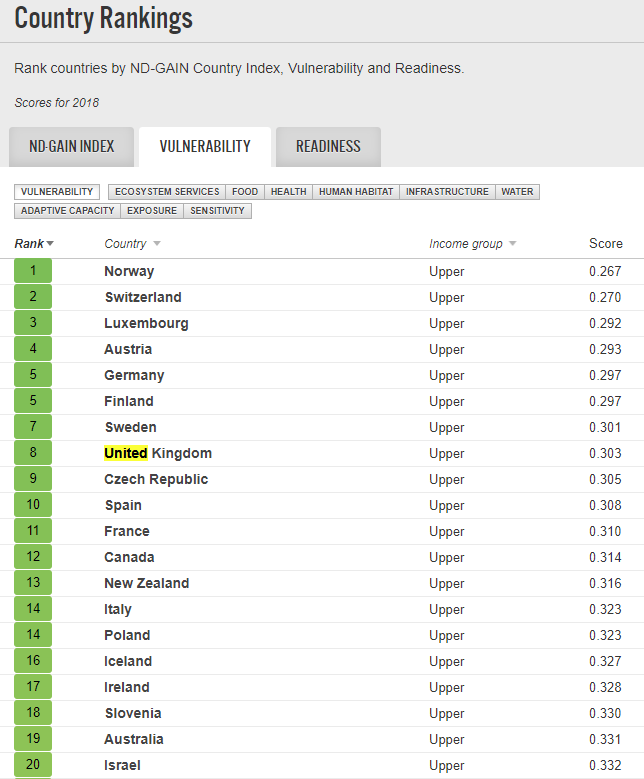 Country Rankings
Rank countries by ND-GAIN Country Index, Vulnerability and Readiness.
Scores for 2018
ND-GAIN INDEX VULNERABILITY READINESS
VULNERABILITY ECOSYSTEM SERVICES FOOD HEALTH HUMAN HABITAT INFRASTRUCTURE WATER
ADAPTIVE CAPACITY EXPOSURE SENSITIVITY
Rank Country Income group Score
1 Norway Upper 0.267
2 Switzerland Upper 0.270
3 Luxembourg Upper 0.292
4 Austria Upper 0.293
5 Germany Upper 0.297
5 Finland Upper 0.297
7 Sweden Upper 0.301
8 United Kingdom Upper 0.303
9 Czech Republic Upper 0.305
10 Spain Upper 0.308
11 France Upper 0.310
12 Canada Upper 0.314
13 New Zealand Upper 0.316
14 Italy Upper 0.323
14 Poland Upper 0.323
16 Iceland Upper 0.327
17 Ireland Upper 0.328
18 Slovenia Upper 0.330
19 Australia Upper 0.331
20 Israel Upper 0.332